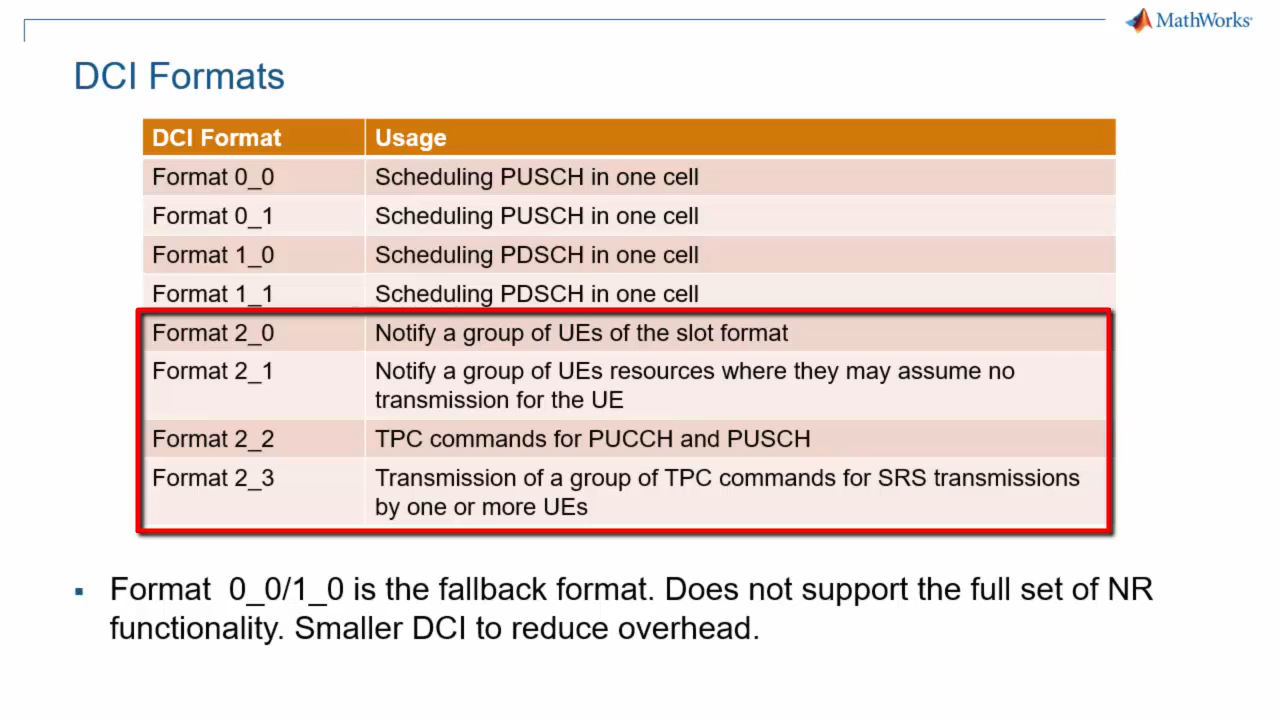 MathWorks
DCI Formats
DCI Format Usage
Format 0_0 Scheduling PUSCH in one cell
Format 0_1 Scheduling PUSCH in one cell
Format 1_0 Scheduling PDSCH in one cell
Format 1_1 Scheduling PDSCH in one cell
Format 2_0 Notify a group of UEs of the slot format
Format 2_1 Notify a group of UEs resources where they may assume no
transmission for the UE
Format 2_2 TPC commands for PUCCH and PUSCH
Format 2_3 Transmission of a group of TPC commands for SRS transmissions
by one or more UEs
▪ Format 0_0/1_0 is the fallback format. Does not support the full set of NR
functionality. Smaller DCI to reduce overhead.